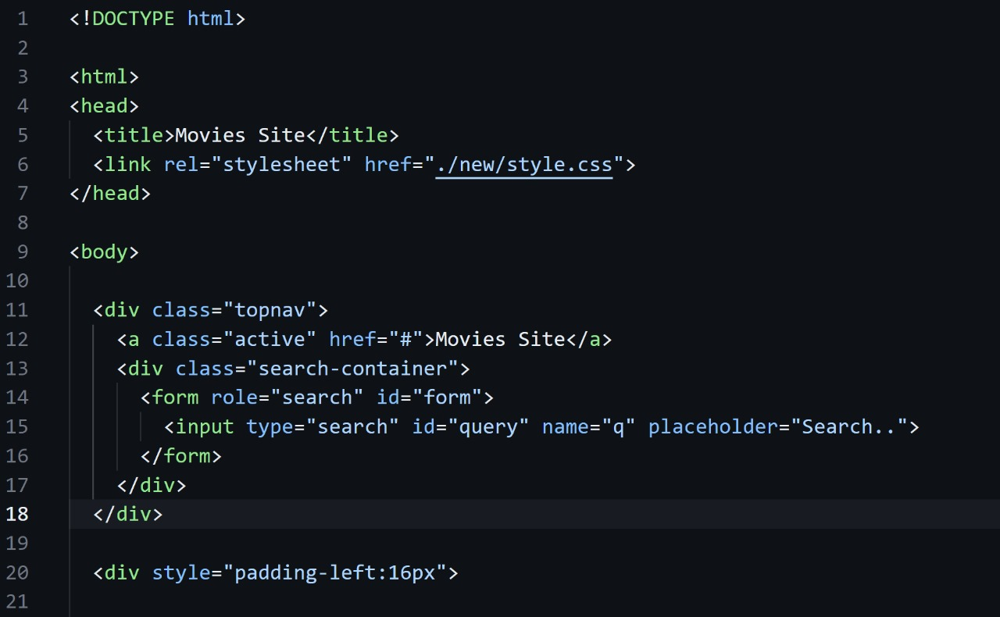 1 <!DOCTYPE html>
2
3 <html>
4 <head>
5   <title>Movies Site</title>
6   <link rel="stylesheet" href="./new/style.css">
7 </head>
8
9 <body>
10
11   <div class="topnav">
12     <a class="active" href="#">Movies Site</a>
13     <div class="search-container">
14       <form role="search" id="form">
15         <input type="search" id="query" name="q" placeholder="Search..">
16       </form>
17     </div>
18   </div>
19
20   <div style="padding-left:16px">
21